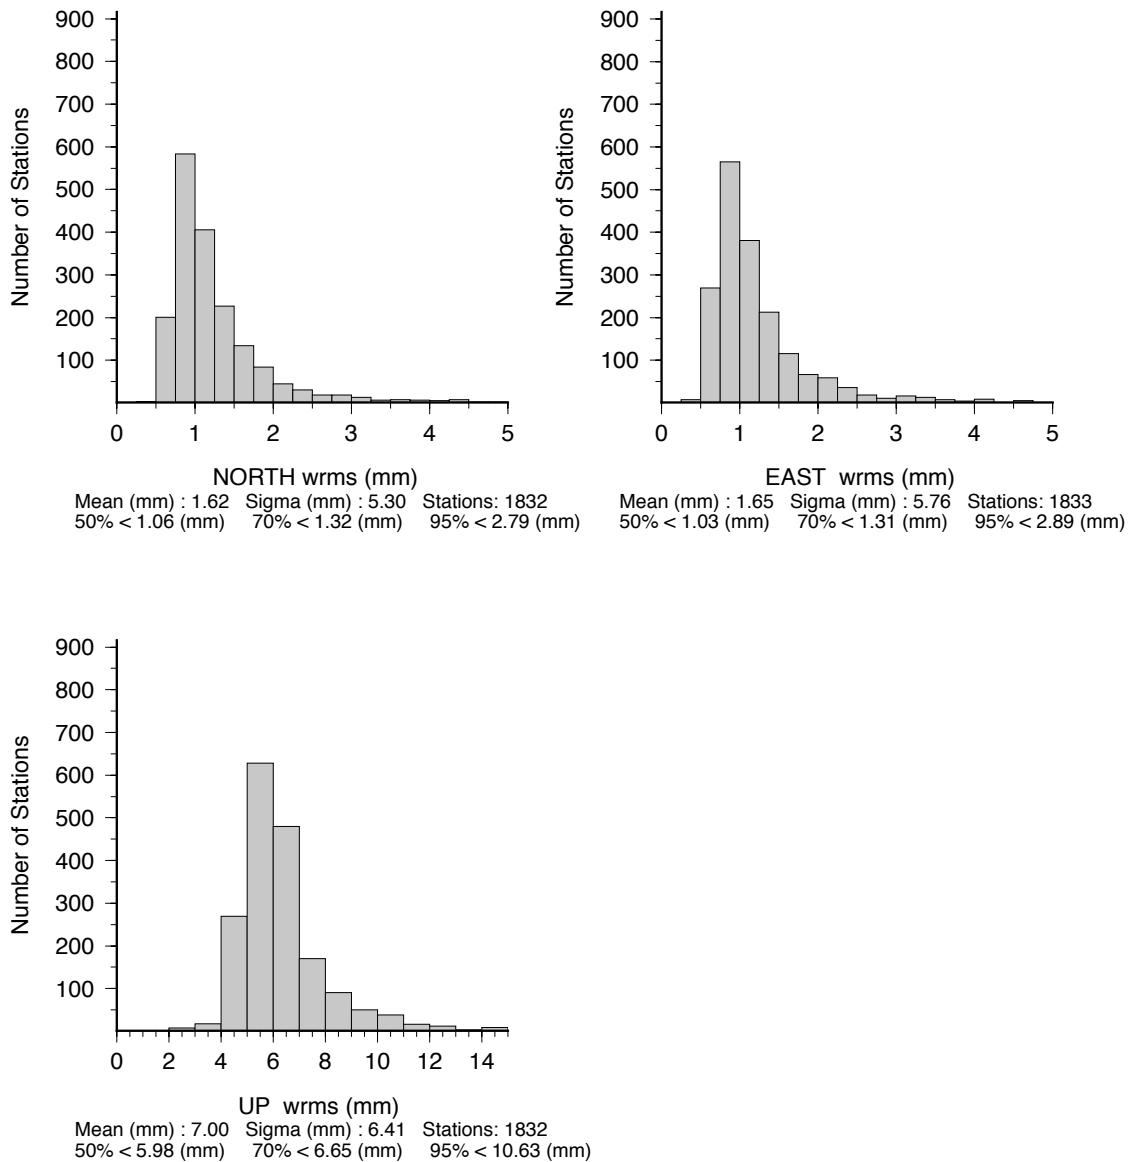 900
800
700
600
500
400
300
200
100
Number of Stations
0 1 2 3 4 5
NORTH wrms (mm)
Mean (mm) : 1.62 Sigma (mm) : 5.30 Stations: 1832
50% < 1.06 (mm) 70% < 1.32 (mm) 95% < 2.79 (mm)
900
800
700
600
500
400
300
200
100
Number of Stations
0 1 2 3 4 5
EAST wrms (mm)
Mean (mm) : 1.65 Sigma (mm) : 5.76 Stations: 1833
50% < 1.03 (mm) 70% < 1.31 (mm) 95% < 2.89 (mm)
900
800
700
600
500
400
300
200
100
Number of Stations
0 2 4 6 8 10 12 14
UP wrms (mm)
Mean (mm) : 7.00 Sigma (mm) : 6.41 Stations: 1832
50% < 5.98 (mm) 70% < 6.65 (mm) 95% < 10.63 (mm)